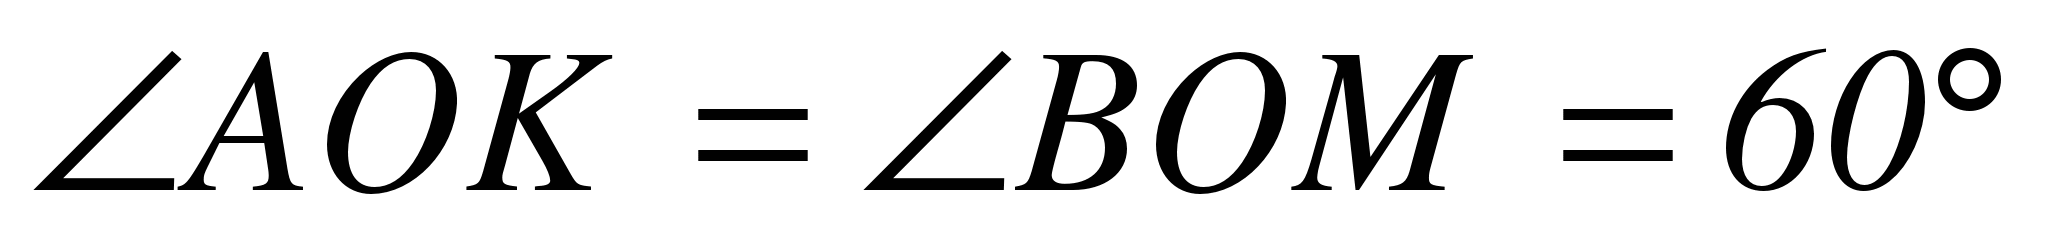 ∠AOK = ∠BOM = 60°